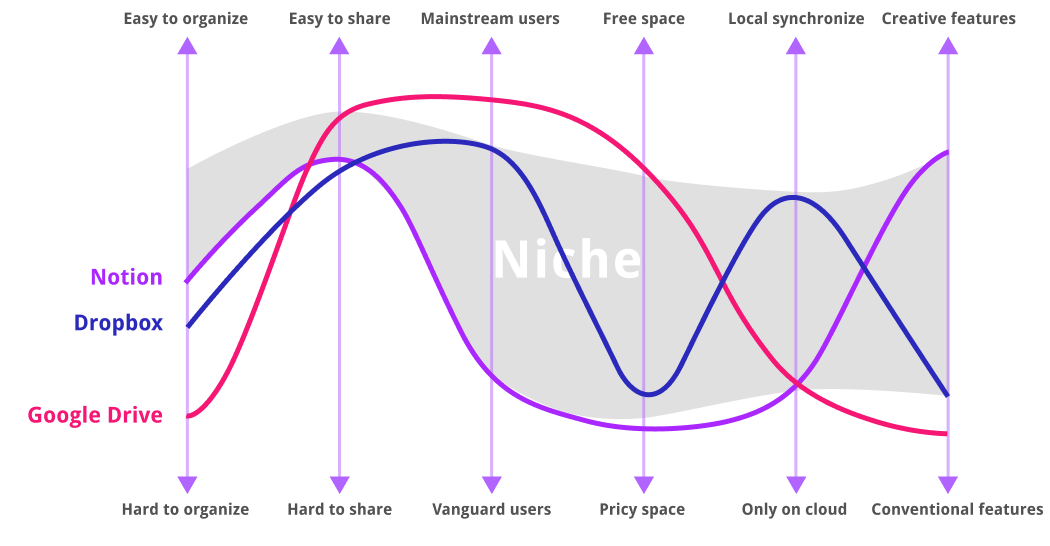 Easy to organize
Easy to share
Mainstream users
Free space
Local synchronize
Creative features
Niche
Notion
Dropbox
Google Drive
Hard to organize
Hard to share
Vanguard users
Pricy space
Only on cloud
Conventional features